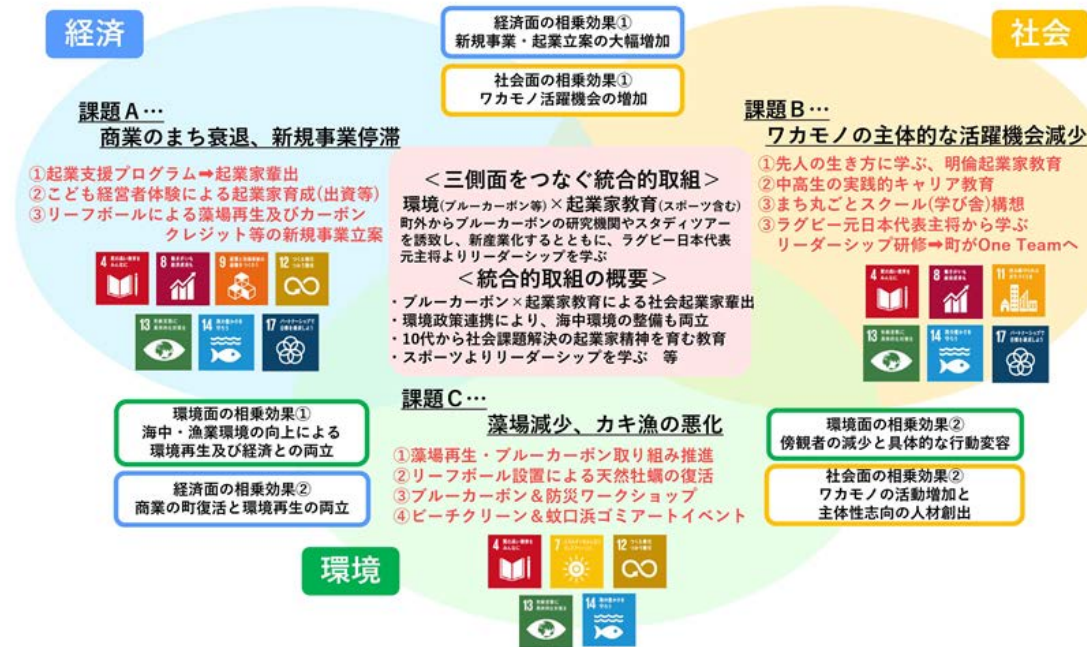 経済
経済面の相乗効果①
新規事業・起業立案の大幅増加
社会
社会面の相乗効果①
ワカモノ活躍機会の増加
課題A…
商業のまち衰退、新規事業停滞
①起業支援プログラム➡起業家輩出
②こども経営者体験による起業家育成(出資等)
③リーフボールによる藻場再生及びカーボン
クレジット等の新規事業立案
4
8
9
12
13
14
17
<三側面をつなぐ統合的取組>
環境(ブルーカーボン等)×起業家教育(スポーツ含む)
町外からブルーカーボンの研究機関やスタディツアー
を誘致し、新産業化するとともに、ラグビー日本代表
元主将よりリーダーシップを学ぶ
<統合的取組の概要>
・ブルーカーボン×起業家教育による社会起業家輩出
・環境政策連携により、海中環境の整備も両立
・10代から社会課題解決の起業家精神を育む教育
・スポーツよりリーダーシップを学ぶ 等
課題B…
ワカモノの主体的な活躍機会減少
①先人の生き方に学ぶ、明倫起業家教育
②中高生の実践的キャリア教育
③まち丸ごとスクール(学び舎)構想
③ラグビー元日本代表主将から学ぶ
リーダーシップ研修➡町がOne Teamへ
4
8
11
13
14
17
環境面の相乗効果①
海中・漁業環境の向上による
環境再生及び経済との両立
経済面の相乗効果②
商業の町復活と環境再生の両立
課題C…
藻場減少、カキ漁の悪化
①藻場再生・ブルーカーボン取り組み推進
②リーフボール設置による天然牡蠣の復活
③ブルーカーボン＆防災ワークショップ
④ビーチクリーン＆蚊口浜ゴミアートイベント
4
7
12
13
14
環境
環境面の相乗効果②
傍観者の減少と具体的な行動変容
社会面の相乗効果②
ワカモノの活動増加と
主体性志向の人材創出